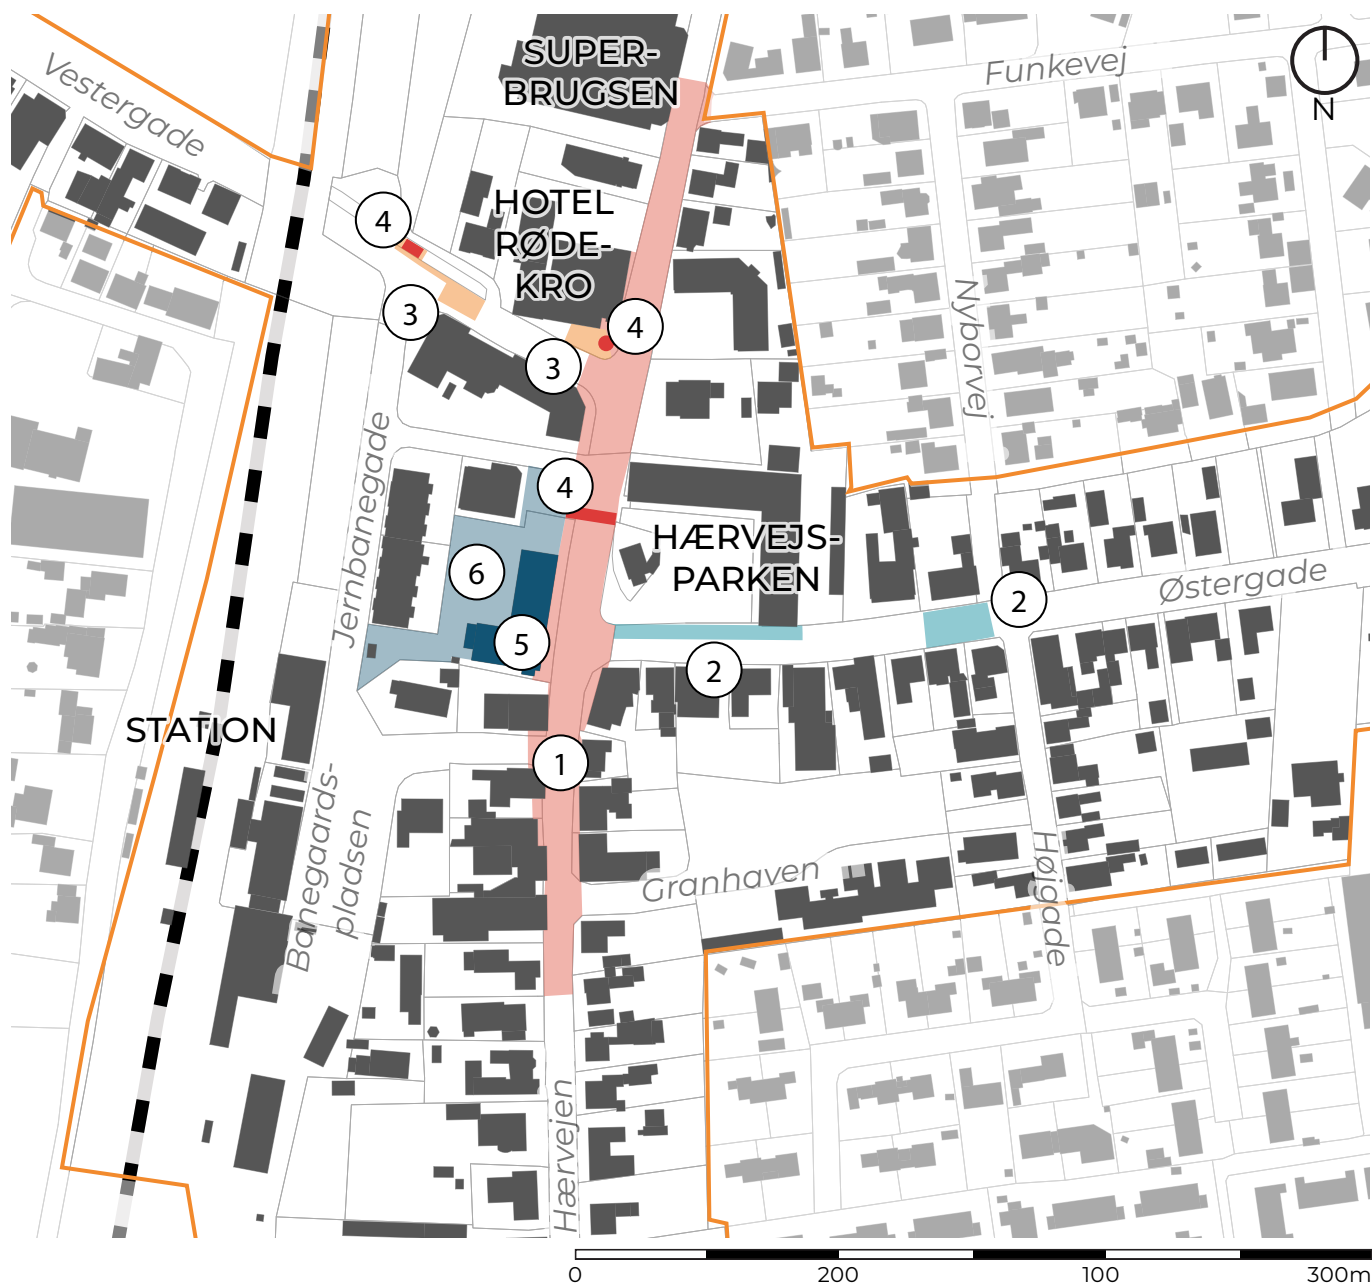 SUPER-
BRUGSEN
Funkevej
N
Vestergade
4
HOTEL
RØDE-
KRO
3
4
3
Nyborvej
Jernbanegade
4
HÆRVEJS-
PARKEN
6
5
2
Østergade
2
STATION
1
Banegaards-
pladsen
Granhaven
Højgade
Hærvejen
0
200
100
300m